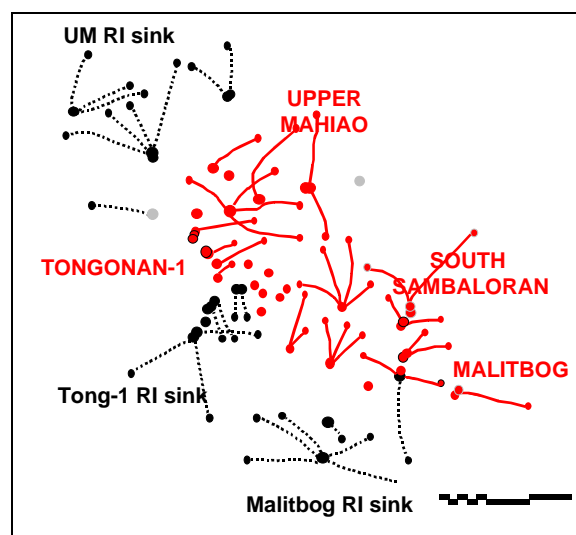 UM RI sink
UPPER
MAHIAO
TONGONAN-1
SOUTH
SAMBALORAN
MALITBOG
Tong-1 RI sink
Malitbog RI sink